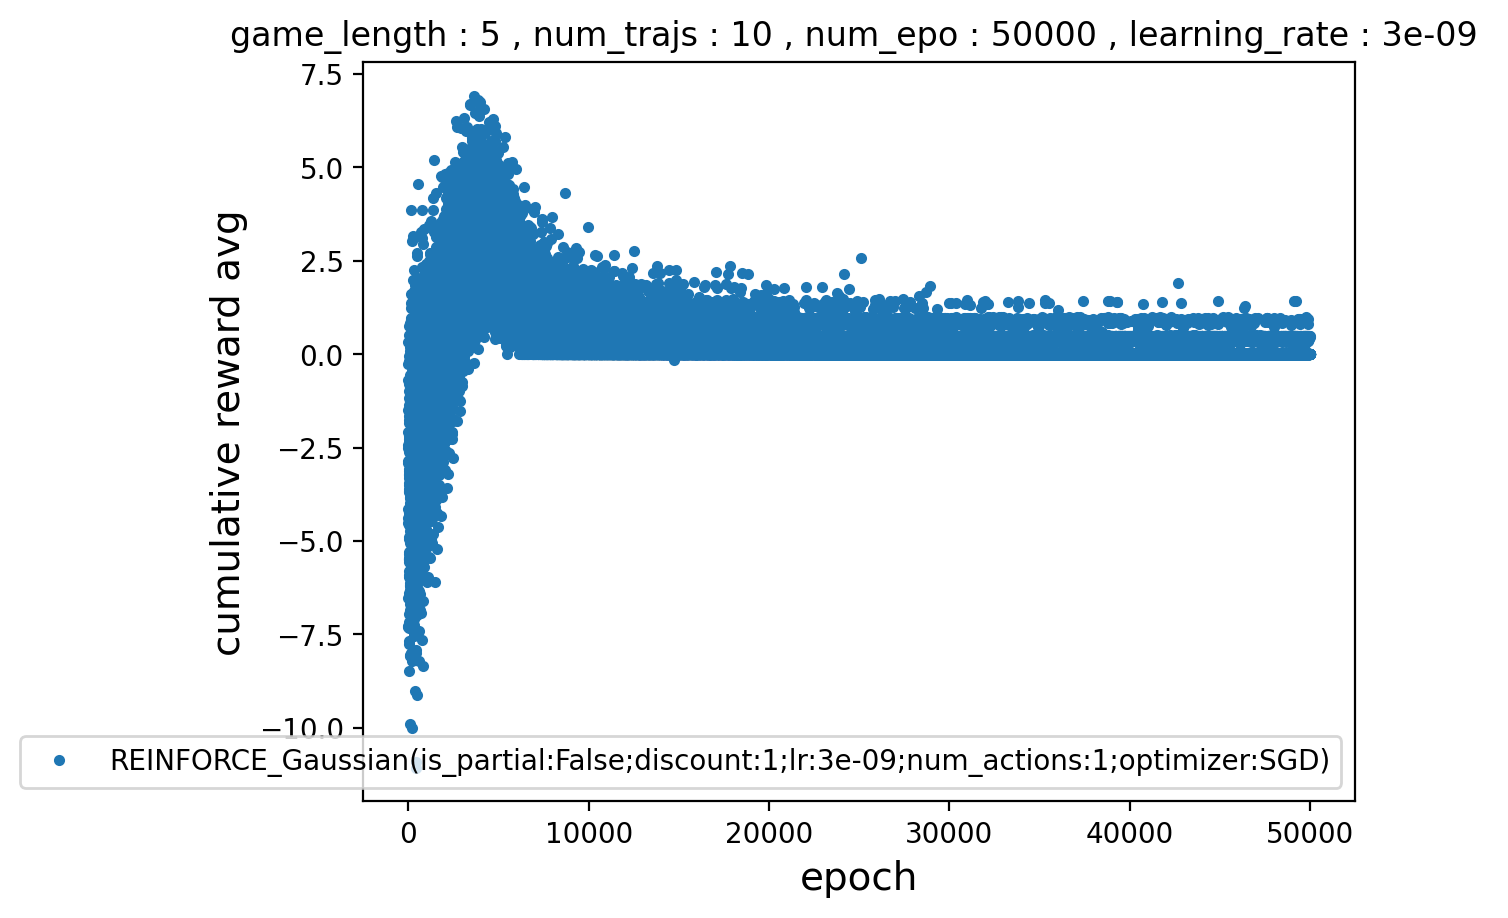 game_length : 5 , num_trajs : 10 , num_epo : 50000 , learning_rate : 3e-09
cumulative reward avg
7.5
5.0
2.5
0.0
−2.5
−5.0
−7.5
−10.0
REINFORCE_Gaussian(is_partial:False;discount:1;lr:3e-09;num_actions:1;optimizer:SGD)
0 10000 20000 30000 40000 50000
epoch